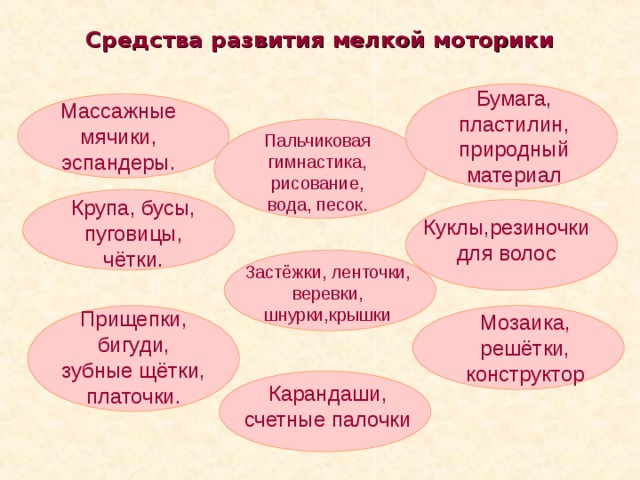 Средства развития мелкой моторики
Массажные
мячики,
эспандеры.
Пальчиковая
гимнастика,
рисование,
вода, песок.
Бумага,
пластилин,
природный
материал
Крупа, бусы,
пуговицы,
чётки.
Куклы,резиночки
для волос
Застёжки, ленточки,
веревки,
шнурки,крышки
Прищепки,
бигуди,
зубные щётки,
платочки.
Мозаика,
решётки,
конструктор
Карандаши,
счетные палочки